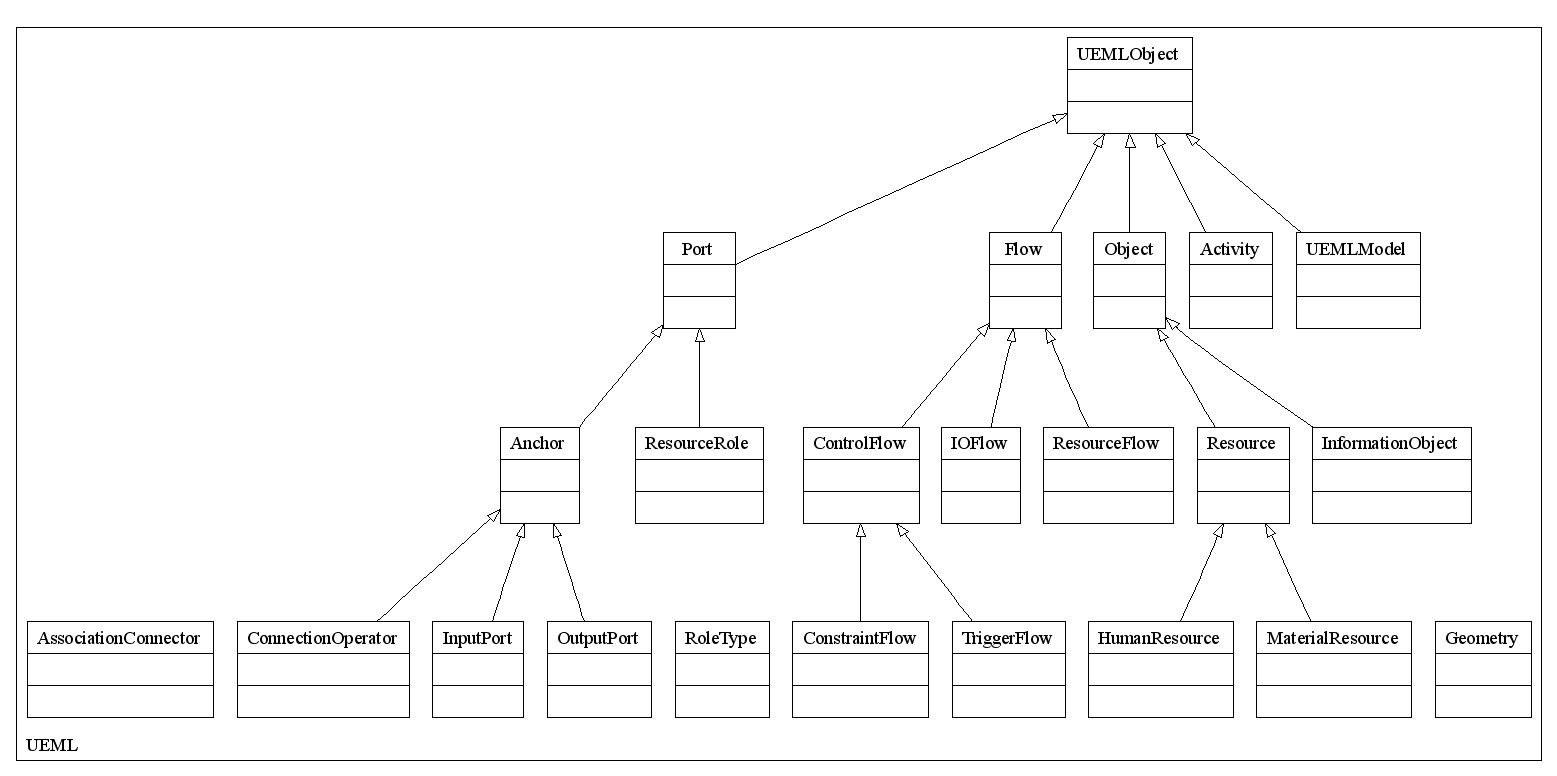 UEMLObject
Port
Flow
Object
Activity
UEMLModel
Anchor
ResourceRole
ControlFlow
IOFlow
ResourceFlow
Resource
InformationObject
AssociationConnector
ConnectionOperator
InputPort
OutputPort
RoleType
ConstraintFlow
TriggerFlow
HumanResource
MaterialResource
Geometry
UEML